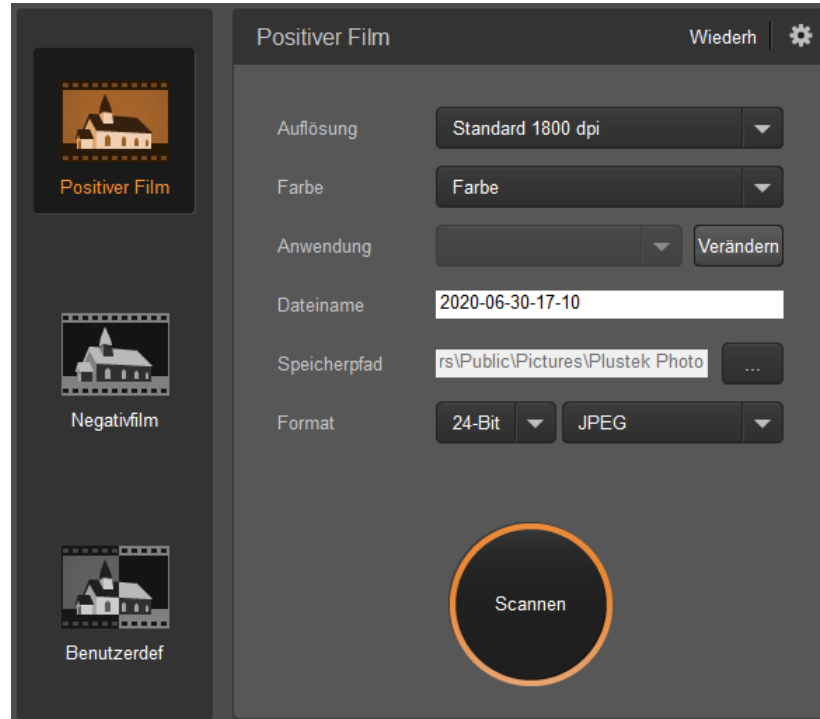 Positiver Film
Negativfilm
Benutzerdef
Positiver Film Wiederh
Auflösung Standard 1800 dpi
Farbe Farbe
Anwendung Verändern
Dateiname 2020-06-30-17-10
Speicherpfad rs\Public\Pictures\Plustek Photo ...
Format 24-Bit JPEG
Scannen